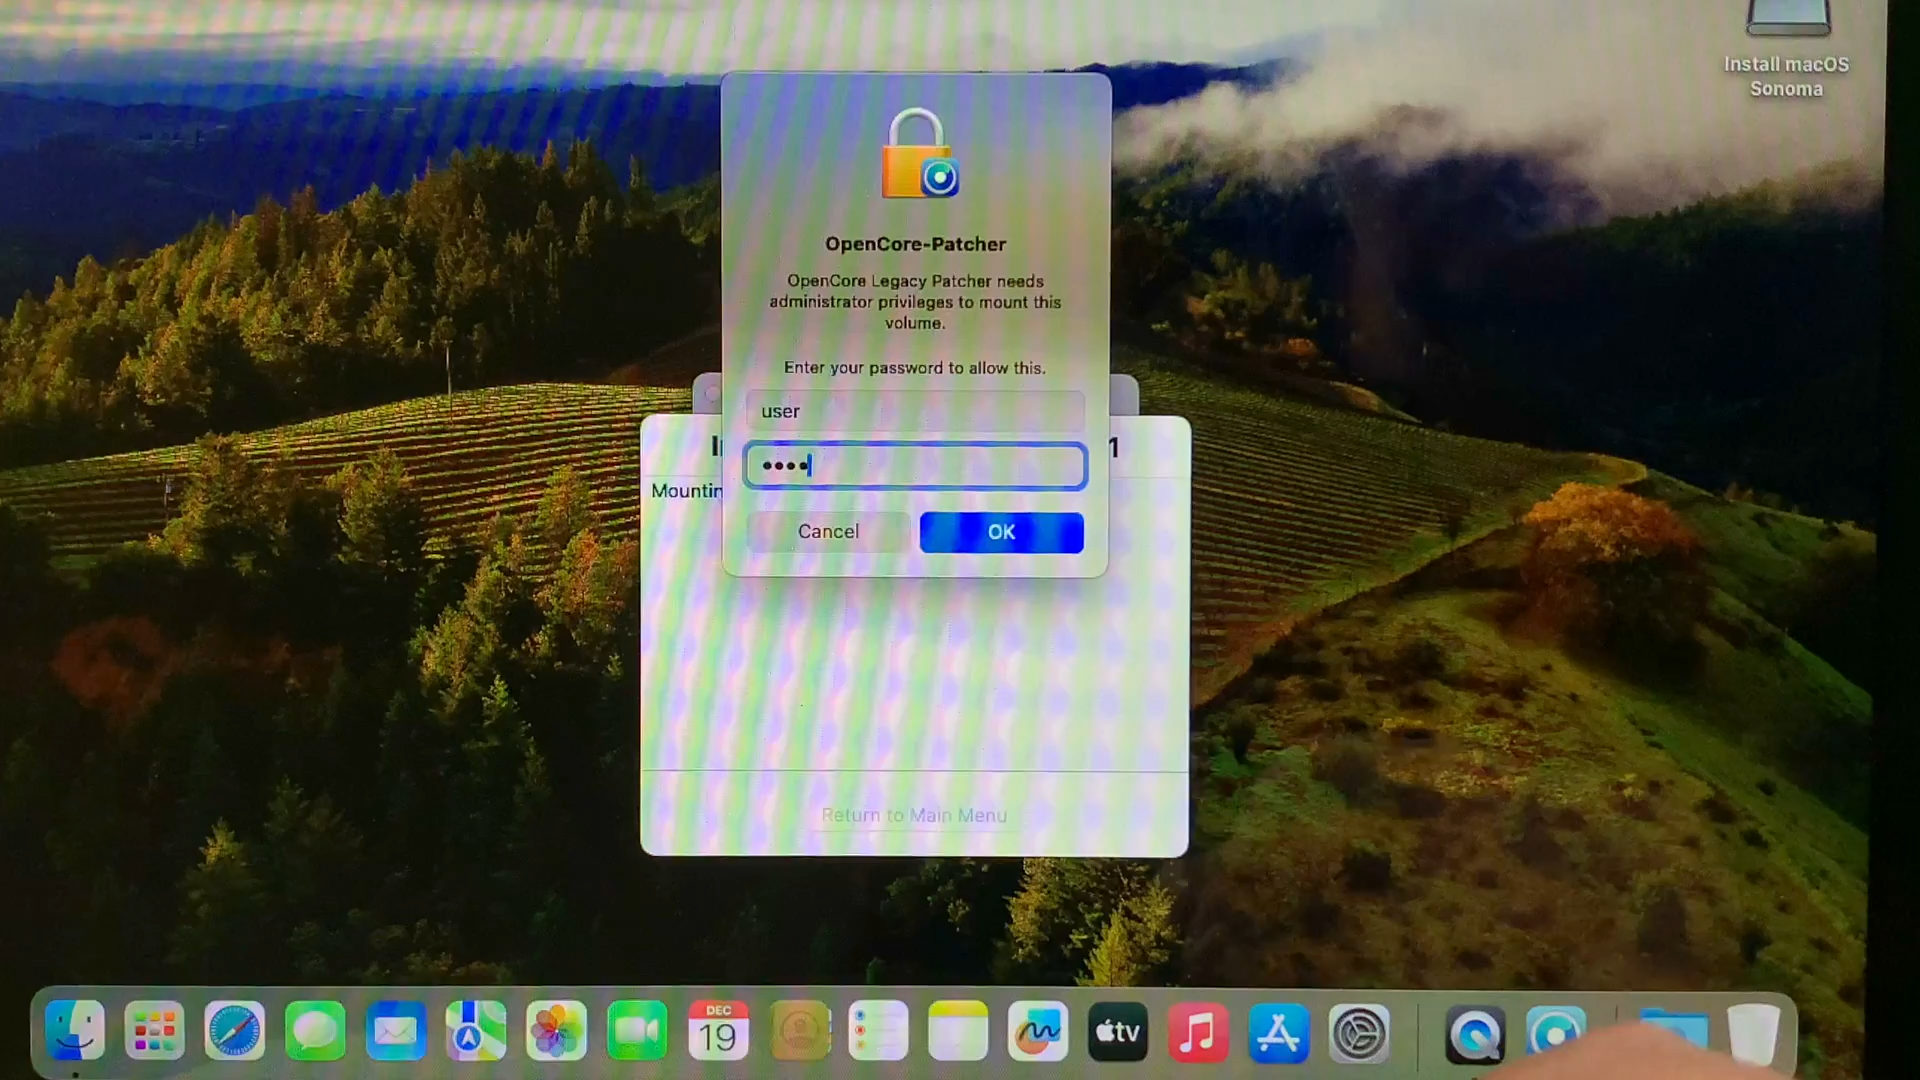 Install macOS
Sonoma
OpenCore-Patcher
OpenCore Legacy Patcher needs
administrator privileges to mount this
volume.
Enter your password to allow this.
user
Mountin
Cancel
OK
Return to Main Menu
DEC
19
tv